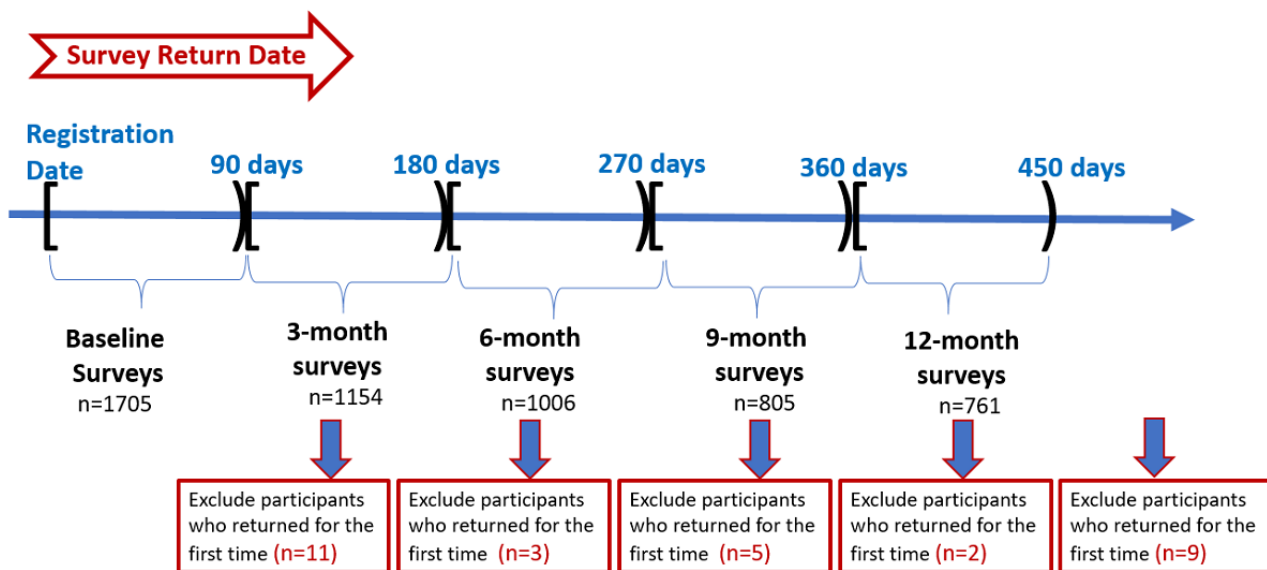 Survey Return Date
Registration
Date
90 days
180 days
270 days
360 days
450 days
Baseline
Surveys
n=1705
3-month
surveys
n=1154
6-month
surveys
n=1006
9-month
surveys
n=805
12-month
surveys
n=761
Exclude participants
who returned for the
first time (n=11)
Exclude participants
who returned for the
first time (n=3)
Exclude participants
who returned for the
first time (n=5)
Exclude participants
who returned for the
first time (n=2)
Exclude participants
who returned for the
first time (n=9)